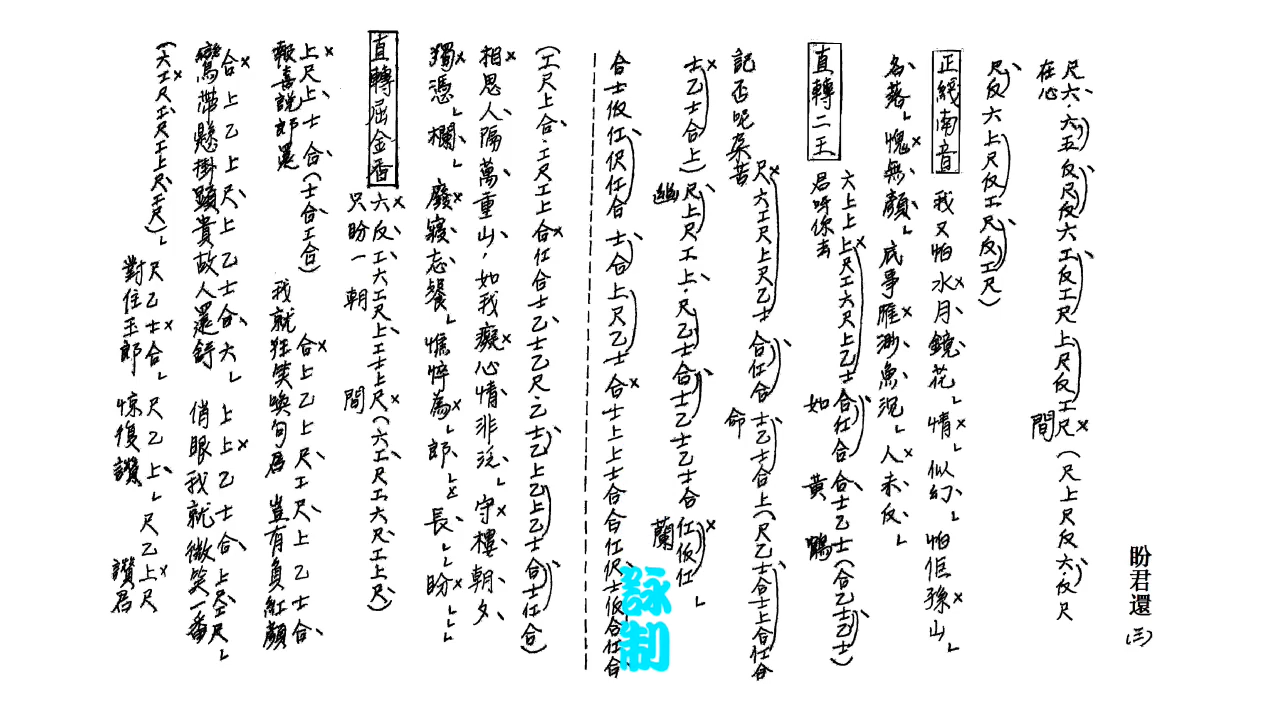 盼君還 (三)
尺六、六五反尺反六工反工尺上尺反工尺(尺上尺反六、反尺
在心 間
尺反六上尺反工尺反工尺)
正綫南音 我又怕水月鏡花 情似幻 怕佢孫山
名落 愧無顏 底事雁渺魚沉 人未反
直轉二王 六上上上尺工六尺上乙士合仕合合士乙士(合乙士乙士)
君呀你去 如 黃 鶴
尺六工尺上尺乙士合仕合士乙士合上(尺乙士合士上合仕合
記否呢柔苦 命
士乙士合上)尺上尺工上、尺乙士合士乙士乙士合仕仮仕
幽 蘭
合士仮仕伬仕合士合上尺乙士合士上上士合合仕伬士仮合仕合
(工尺上合、工尺工上合仕合士乙士乙尺、乙士乙上乙上乙士合士仕合)
相思人隔萬重山,如我癡心情非泛 守樓朝夕
獨憑欄 廢寢忘餐 憔悴為郎 長盼
直轉屈金香 六反工六工尺上工士上尺(六工尺工六尺工上尺)
只盼一朝 間
上尺上士合(士合工合) 合上乙上尺工尺上乙士合
報喜説郎還 我就狂笑喚句君 豈有負紅顏
合上乙上尺上乙士合六 上上乙士合上尺工尺
鸞帶懸掛顯貴故人還鋅 俏眼我就微笑一番
(六工尺工尺工上尺工尺) 尺乙士合 尺乙上 尺乙上尺
對住玉郎 惊復讚 讚君
詠制